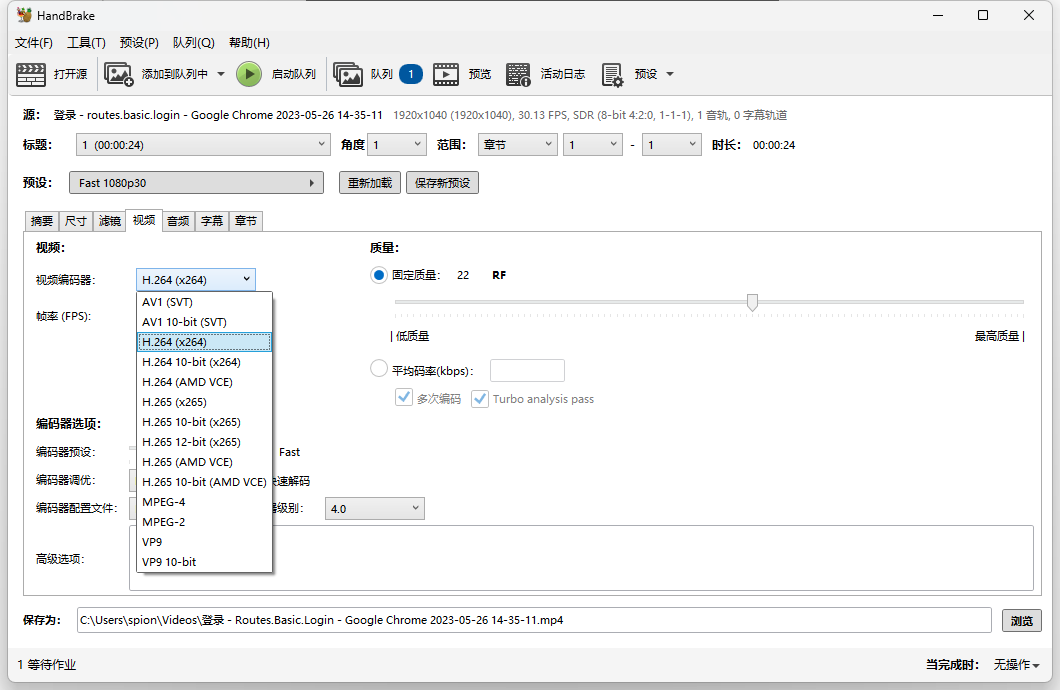 HandBrake
文件(F) 工具(T) 预设(P) 队列(Q) 帮助(H)
打开源 添加到队列中 启动队列 队列 1 预览 活动日志 预设
源: 登录 - routes.basic.login - Google Chrome 2023-05-26 14-35-11 1920x1040 (1920x1040), 30.13 FPS, SDR (8-bit 4:2:0, 1-1-1), 1 音轨, 0 字幕轨道
标题: 1 (00:00:24) 角度 1 范围: 章节 1 - 1 时长: 00:00:24
预设: Fast 1080p30 重新加载 保存新预设
摘要 尺寸 滤镜 视频 音频 字幕 章节
视频: 质量:
视频编码器: H.264 (x264) 固定质量: 22 RF
AV1 (SVT)
帧率 (FPS):
AV1 10-bit (SVT)
H.264 (x264) | 低质量 最高质量 |
H.264 10-bit (x264) 平均码率(kbps):
H.264 (AMD VCE)
H.265 (x265) 多次编码 Turbo analysis pass
编码器选项: H.265 10-bit (x265)
H.265 12-bit (x265)
编码器预设: Fast
H.265 (AMD VCE)
编码器调优: H.265 10-bit (AMD VCE) 速解码
MPEG-4
编码器配置文件: 级别: 4.0
MPEG-2
VP9
高级选项:
VP9 10-bit
保存为: C:\Users\spion\Videos\登录 - Routes.Basic.Login - Google Chrome 2023-05-26 14-35-11.mp4 浏览
1 等待作业 当完成时: 无操作